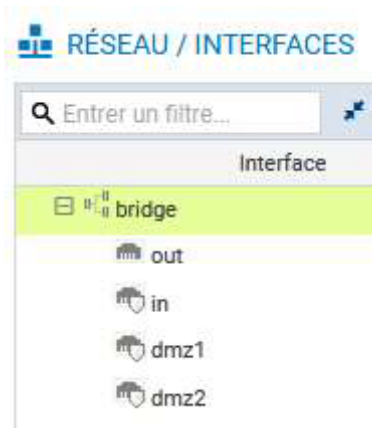 RÉSEAU / INTERFACES
Entrer un filtre...
Interface
bridge
out
in
dmz1
dmz2